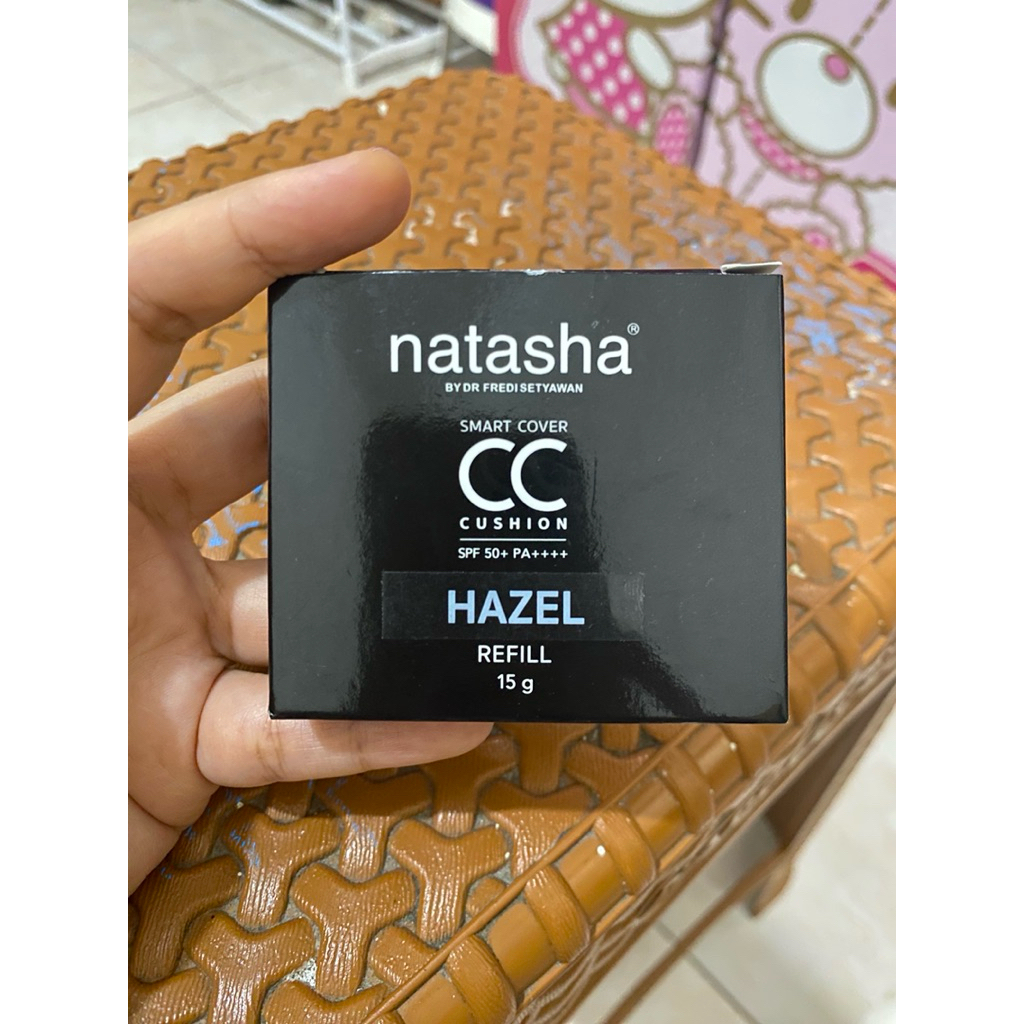 natasha®
BY DR FREDI SETYAWAN
SMART COVER
CC
CUSHION
SPF 50+ PA++++
HAZEL
REFILL
15 g